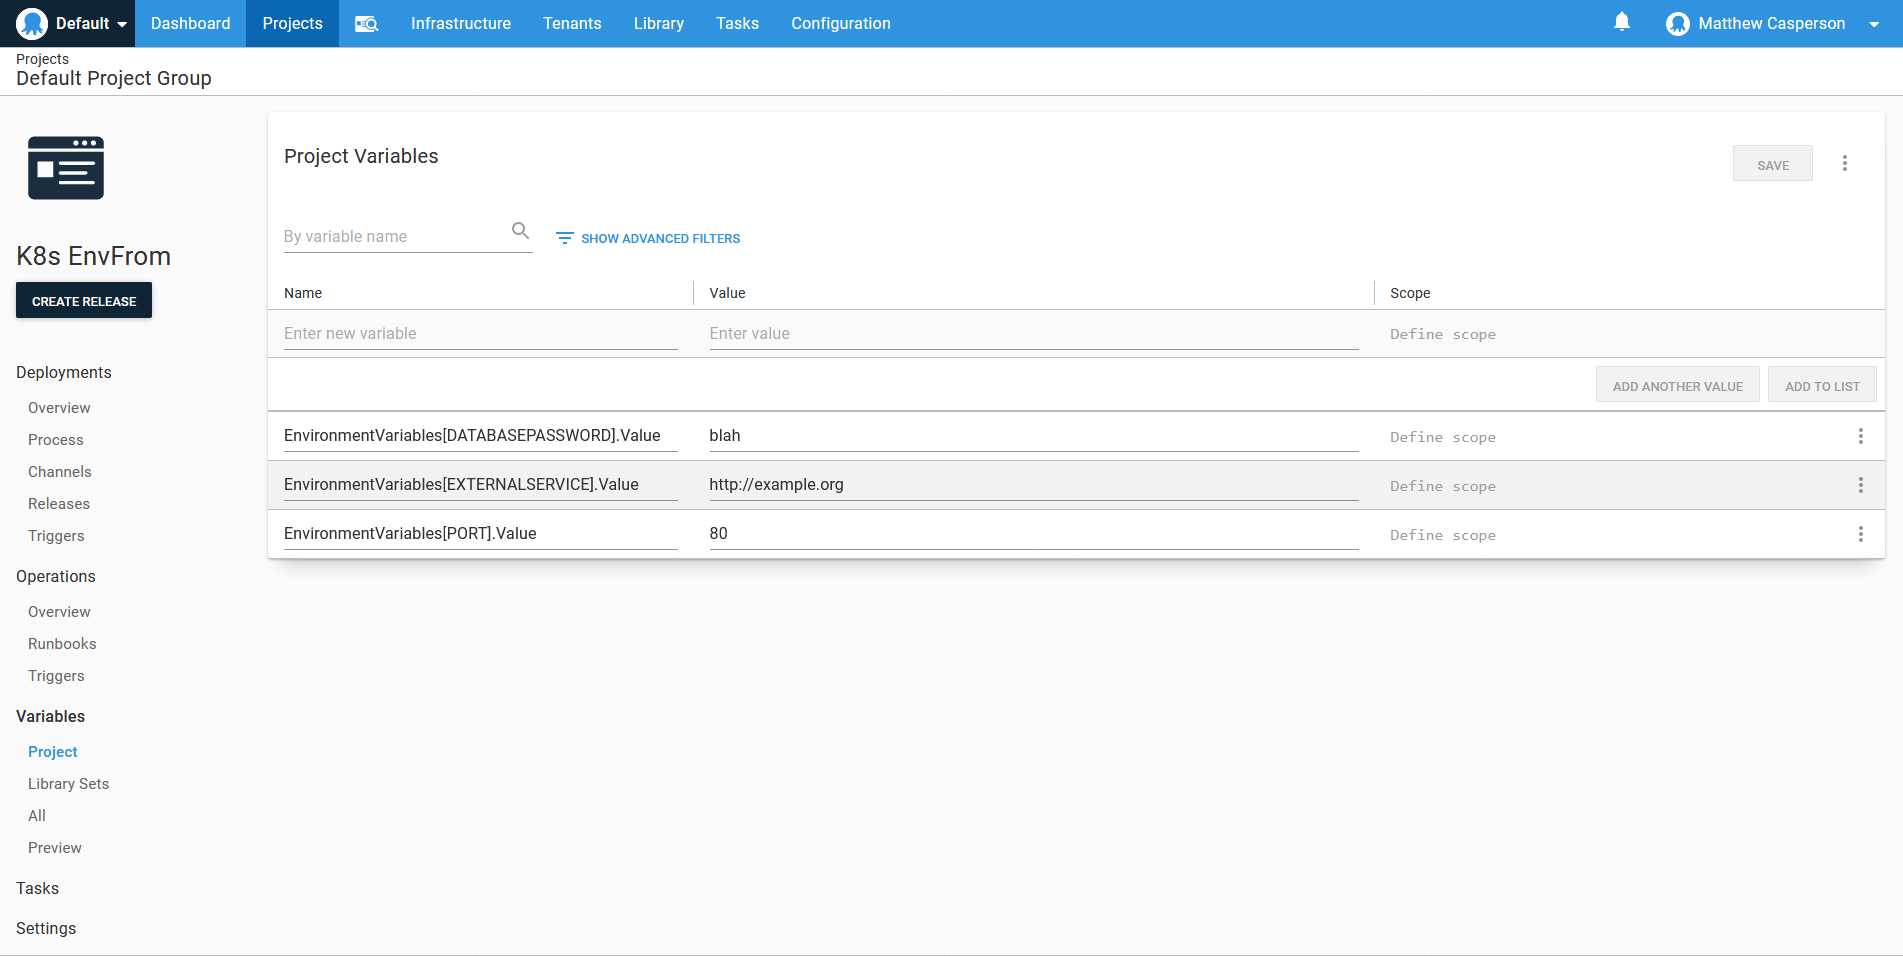 Default Dashboard Projects Infrastructure Tenants Library Tasks Configuration Matthew Casperson
Projects
Default Project Group
K8s EnvFrom
CREATE RELEASE
Deployments
Overview
Process
Channels
Releases
Triggers
Operations
Overview
Runbooks
Triggers
Variables
Project
Library Sets
All
Preview
Tasks
Settings
Project Variables
SAVE
By variable name SHOW ADVANCED FILTERS
Name Value Scope
Enter new variable Enter value Define scope
ADD ANOTHER VALUE ADD TO LIST
EnvironmentVariables[DATABASEPASSWORD].Value blah Define scope
EnvironmentVariables[EXTERNALSERVICE].Value http://example.org Define scope
EnvironmentVariables[PORT].Value 80 Define scope